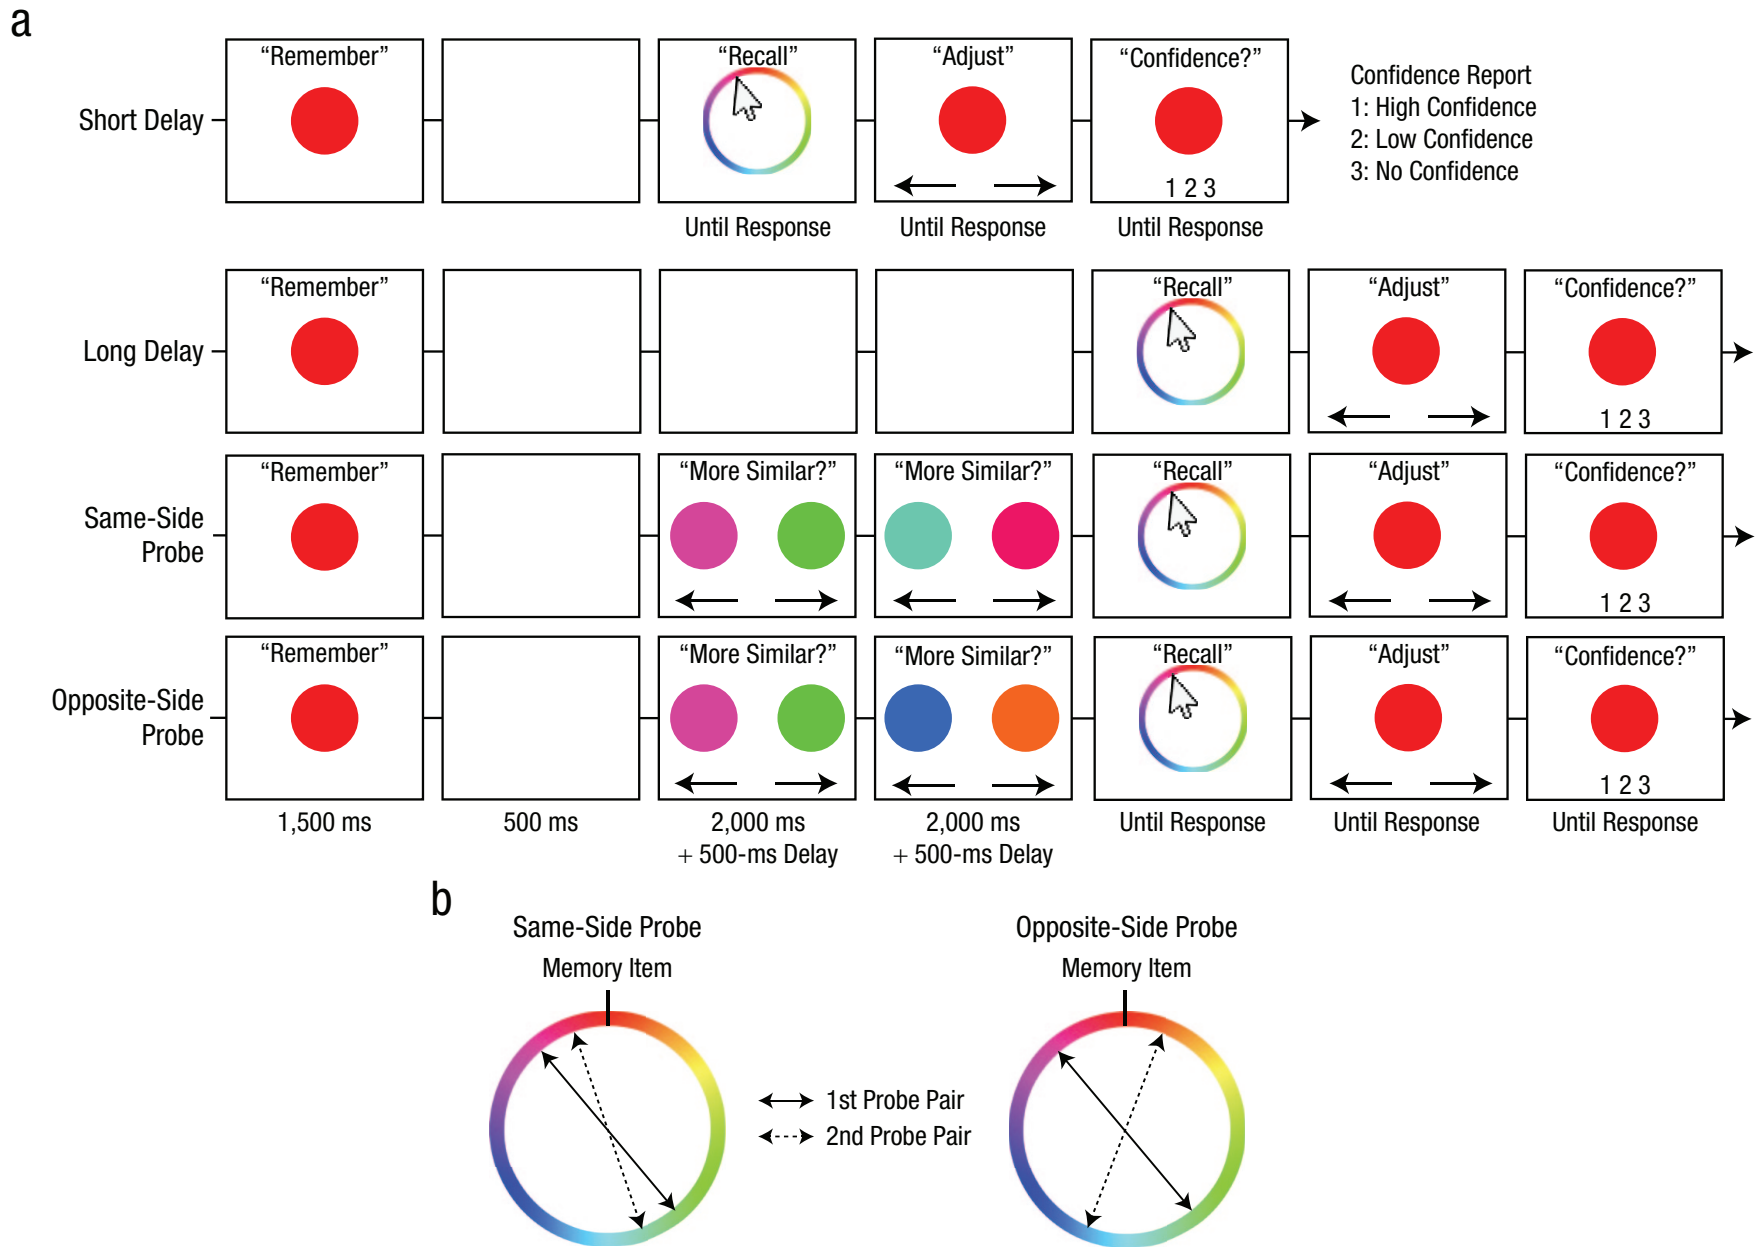 a
Short Delay
“Remember”
“Recall”
“Adjust”
“Confidence?”
1 2 3
Until Response
Until Response
Until Response
Confidence Report
1: High Confidence
2: Low Confidence
3: No Confidence
Long Delay
“Remember”
“Recall”
“Adjust”
“Confidence?”
1 2 3
Same-Side
Probe
“Remember”
“More Similar?”
“More Similar?”
“Recall”
“Adjust”
“Confidence?”
1 2 3
Opposite-Side
Probe
“Remember”
“More Similar?”
“More Similar?”
“Recall”
“Adjust”
“Confidence?”
1 2 3
1,500 ms
500 ms
2,000 ms
+ 500-ms Delay
2,000 ms
+ 500-ms Delay
Until Response
Until Response
Until Response
b
Same-Side Probe
Memory Item
Opposite-Side Probe
Memory Item
1st Probe Pair
2nd Probe Pair